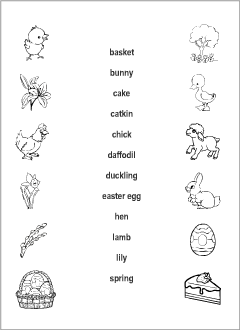 basket
bunny
cake
catkin
chick
daffodil
duckling
easter egg
hen
lamb
lily
spring